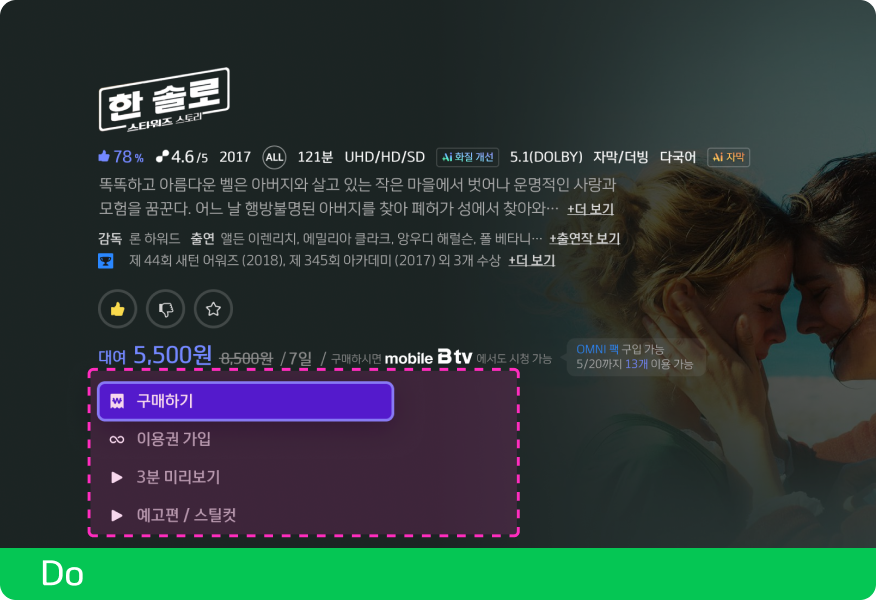 한 솔로
스타워즈 스토리
78% 4.6/5 2017 ALL 121분 UHD/HD/SD Ai 화질 개선 5.1(DOLBY) 자막/더빙 다국어 Ai 자막
똑똑하고 아름다운 벨은 아버지와 살고 있는 작은 마을에서 벗어나 운명적인 사랑과
모험을 꿈꾼다. 어느 날 행방불명된 아버지를 찾아 폐허가 성에서 찾아와… +더 보기
감독 론 하워드 출연 앨든 이렌리치, 에밀리아 클라크, 앙우디 해럴슨, 폴 베타니… +출연작 보기
제 44회 새턴 어워즈 (2018), 제 345회 아카데미 (2017) 외 3개 수상 +더 보기
대여 5,500원 8,500원 / 7일 / 구매하시면 mobile B tv 에서도 시청 가능
OMNI 팩 구입 가능
5/20까지 13개 이용 가능
구매하기
이용권 가입
3분 미리보기
예고편 / 스틸컷
Do